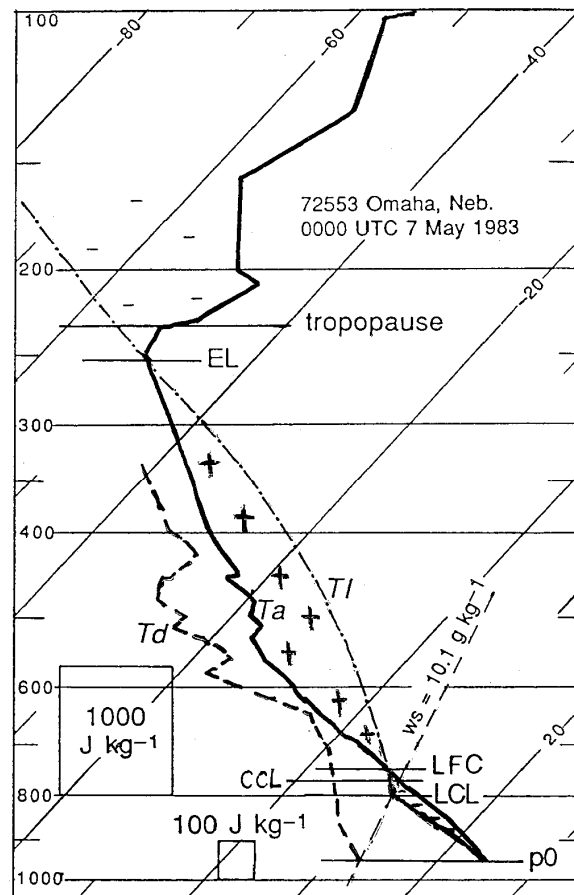 100
-80
-60
-40
72553 Omaha, Neb.
0000 UTC 7 May 1983
200
-20
tropopause
EL
300
400
Tl
Ta
Td
600
ws = 10.1 g kg-1
1000
J kg-1
20
LFC
CCL
800
LCL
100 J kg-1
p0
1000